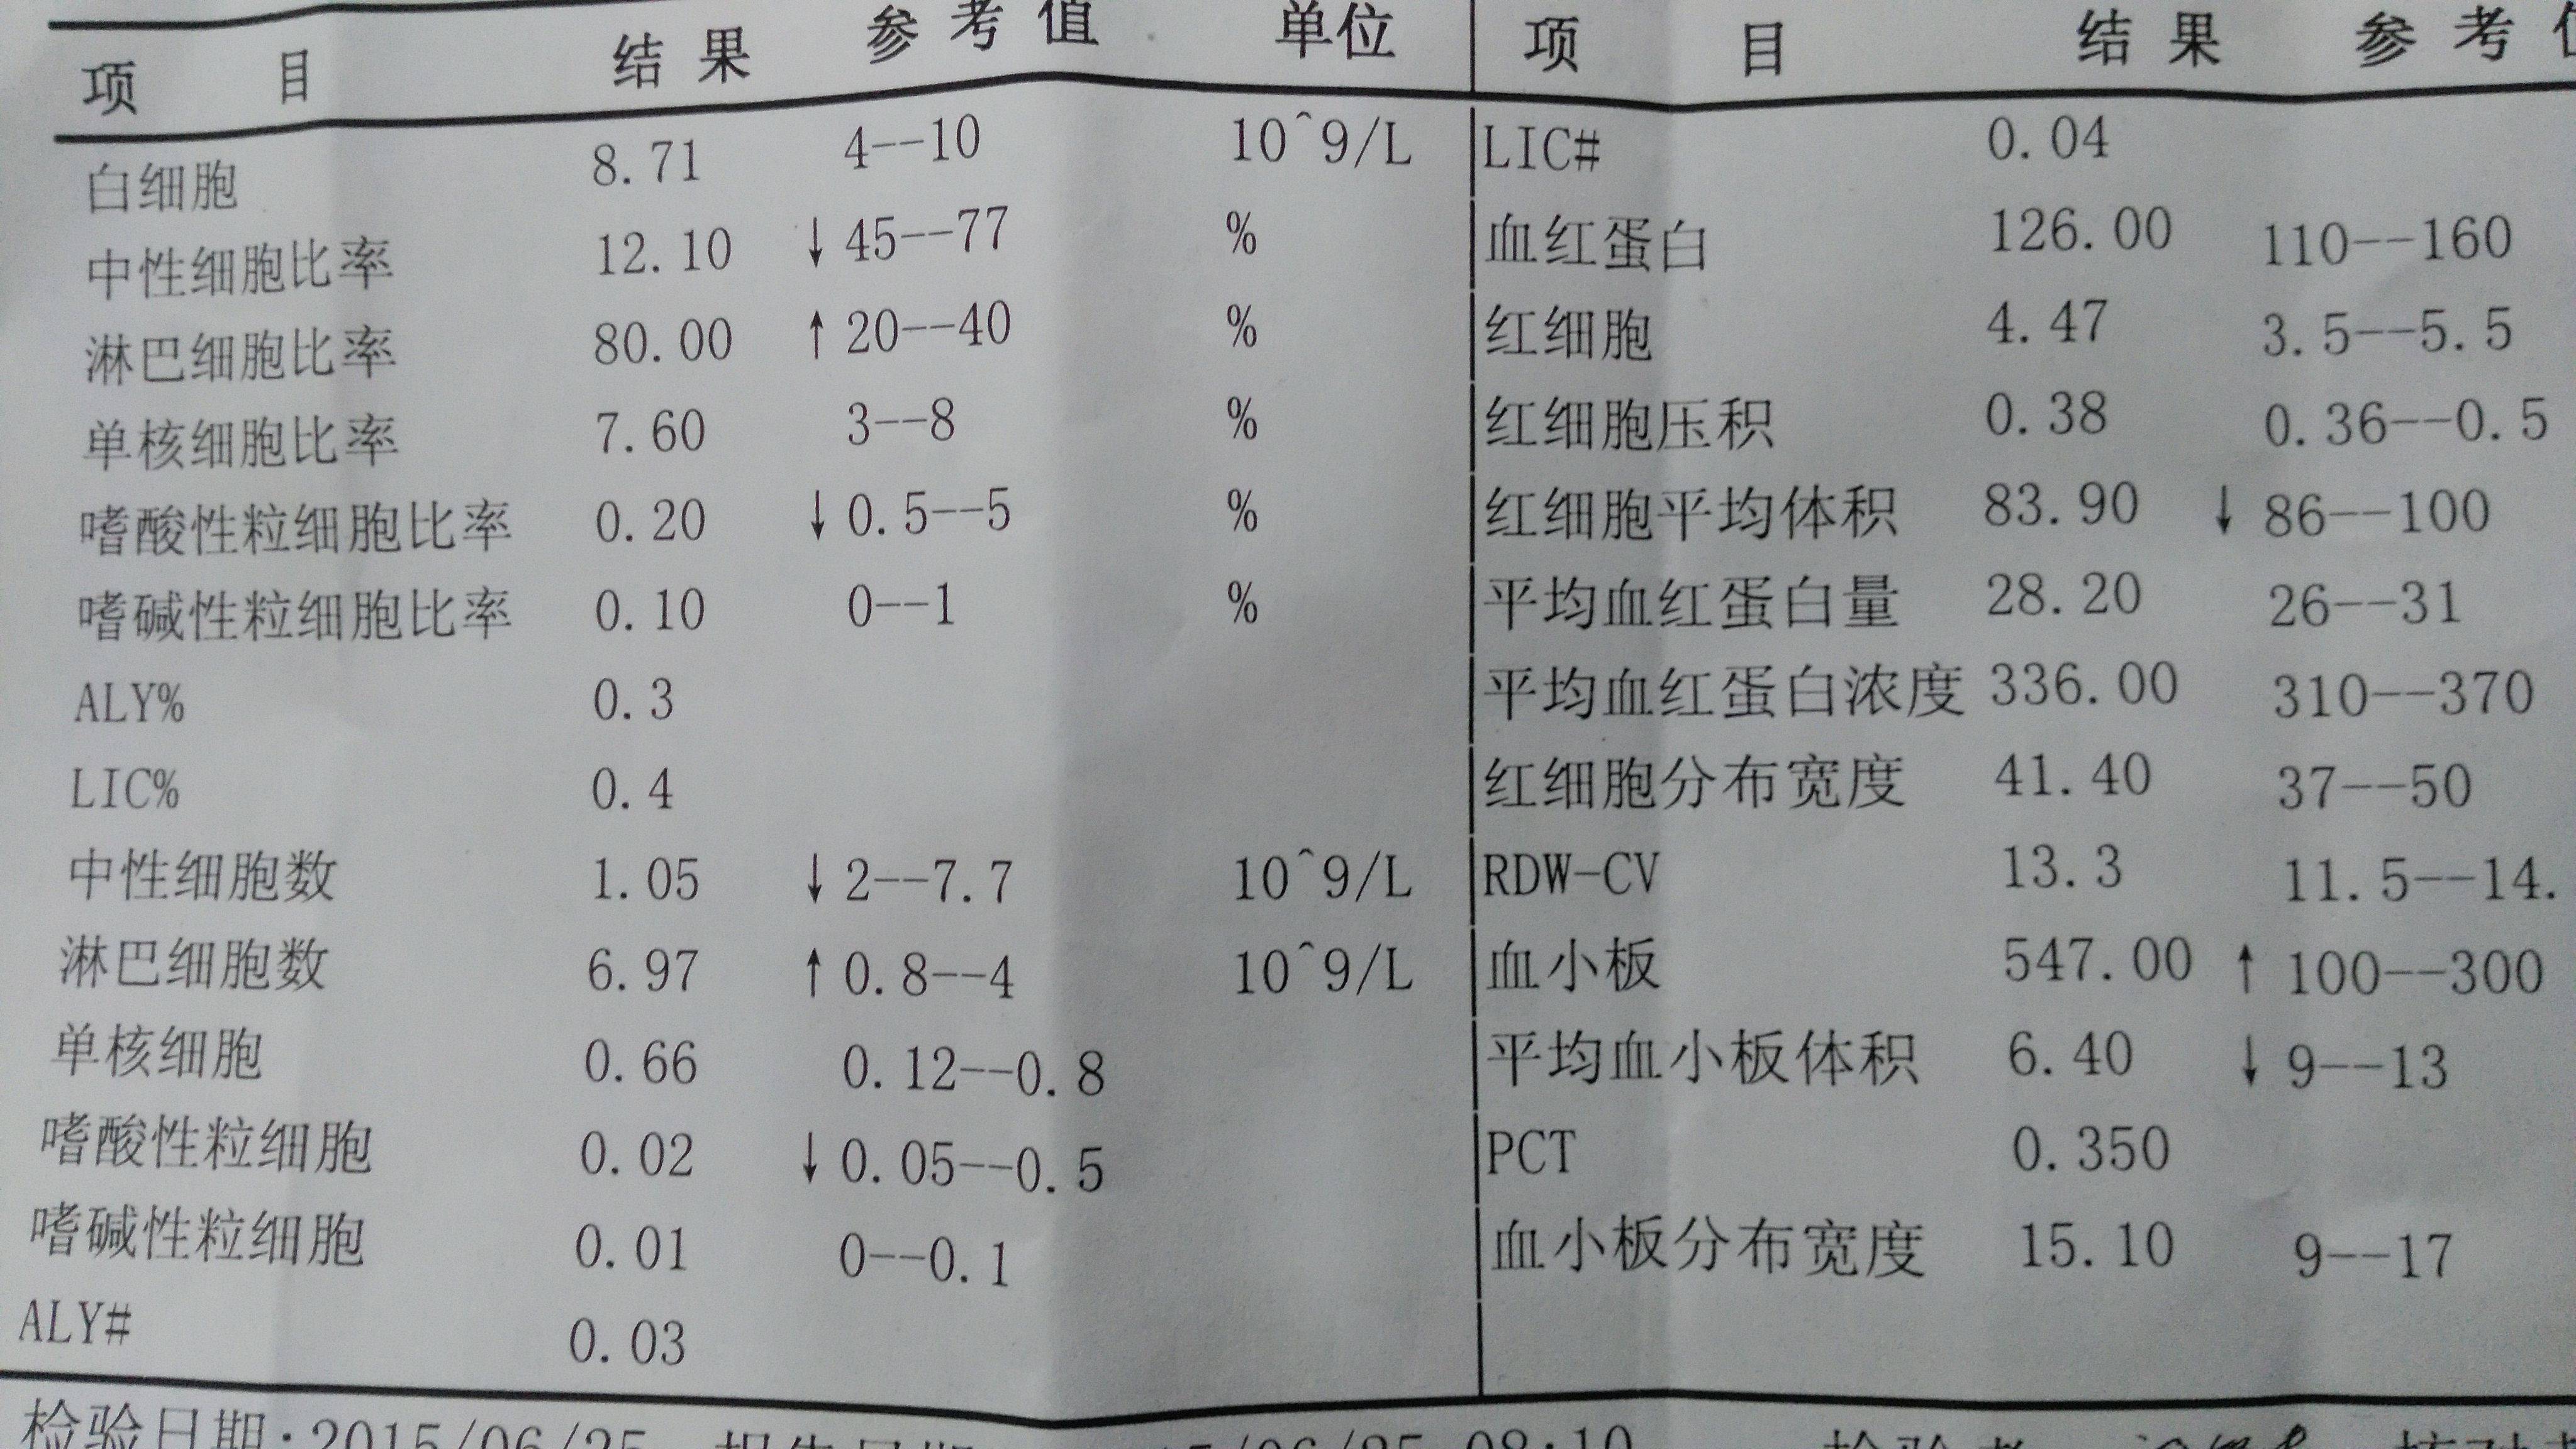 项 目 结果 参考值 单位 项 目 结果 参考
白细胞 8.71 4--10 10^9/L LIC# 0.04
中性细胞比率 12.10 ↓ 45--77 % 血红蛋白 126.00 110--160
淋巴细胞比率 80.00 ↑ 20--40 % 红细胞 4.47 3.5--5.5
单核细胞比率 7.60 3--8 % 红细胞压积 0.38 0.36--0.5
嗜酸性粒细胞比率 0.20 ↓ 0.5--5 % 红细胞平均体积 83.90 ↓ 86--100
嗜碱性粒细胞比率 0.10 0--1 % 平均血红蛋白量 28.20 26--31
ALY% 0.3 平均血红蛋白浓度 336.00 310--370
LIC% 0.4 红细胞分布宽度 41.40 37--50
中性细胞数 1.05 ↓ 2--7.7 10^9/L RDW-CV 13.3 11.5--14.
淋巴细胞数 6.97 ↑ 0.8--4 10^9/L 血小板 547.00 ↑ 100--300
单核细胞 0.66 0.12--0.8 平均血小板体积 6.40 ↓ 9--13
嗜酸性粒细胞 0.02 ↓ 0.05--0.5 PCT 0.350
嗜碱性粒细胞 0.01 0--0.1 血小板分布宽度 15.10 9--17
ALY# 0.03
检验日期:2015/06/25 报告日期 08:10 检验者